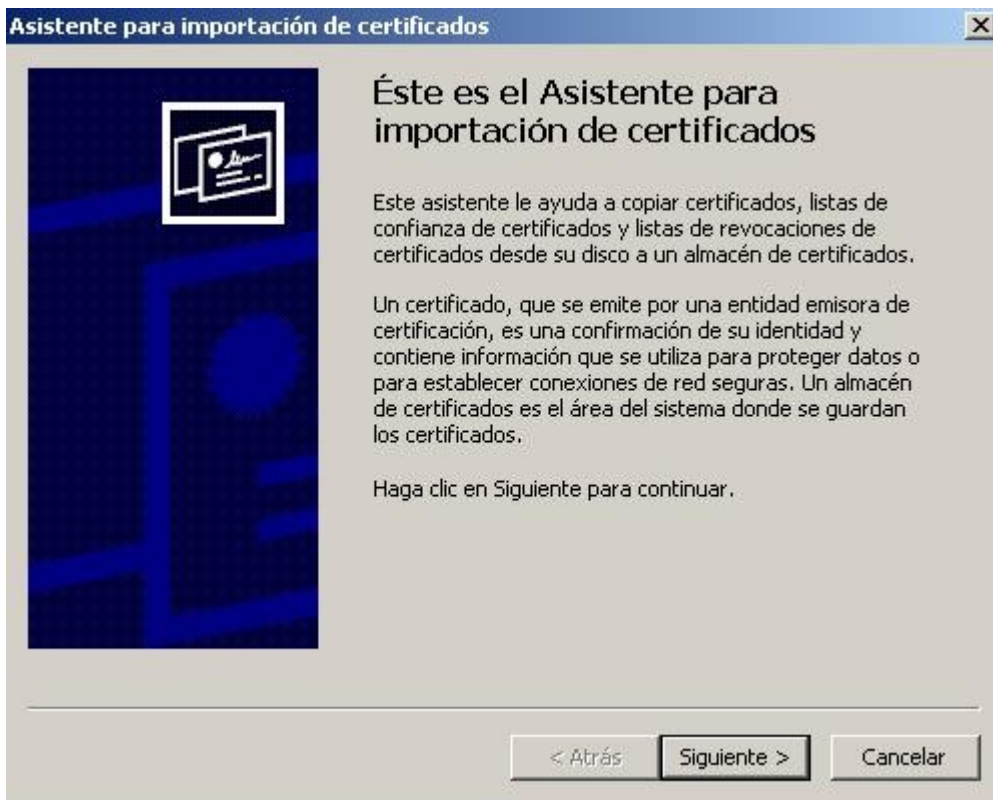 Asistente para importación de certificados
Éste es el Asistente para
importación de certificados
Este asistente le ayuda a copiar certificados, listas de
confianza de certificados y listas de revocaciones de
certificados desde su disco a un almacén de certificados.
Un certificado, que se emite por una entidad emisora de
certificación, es una confirmación de su identidad y
contiene información que se utiliza para proteger datos o
para establecer conexiones de red seguras. Un almacén
de certificados es el área del sistema donde se guardan
los certificados.
Haga clic en Siguiente para continuar.
< Atrás Siguiente > Cancelar